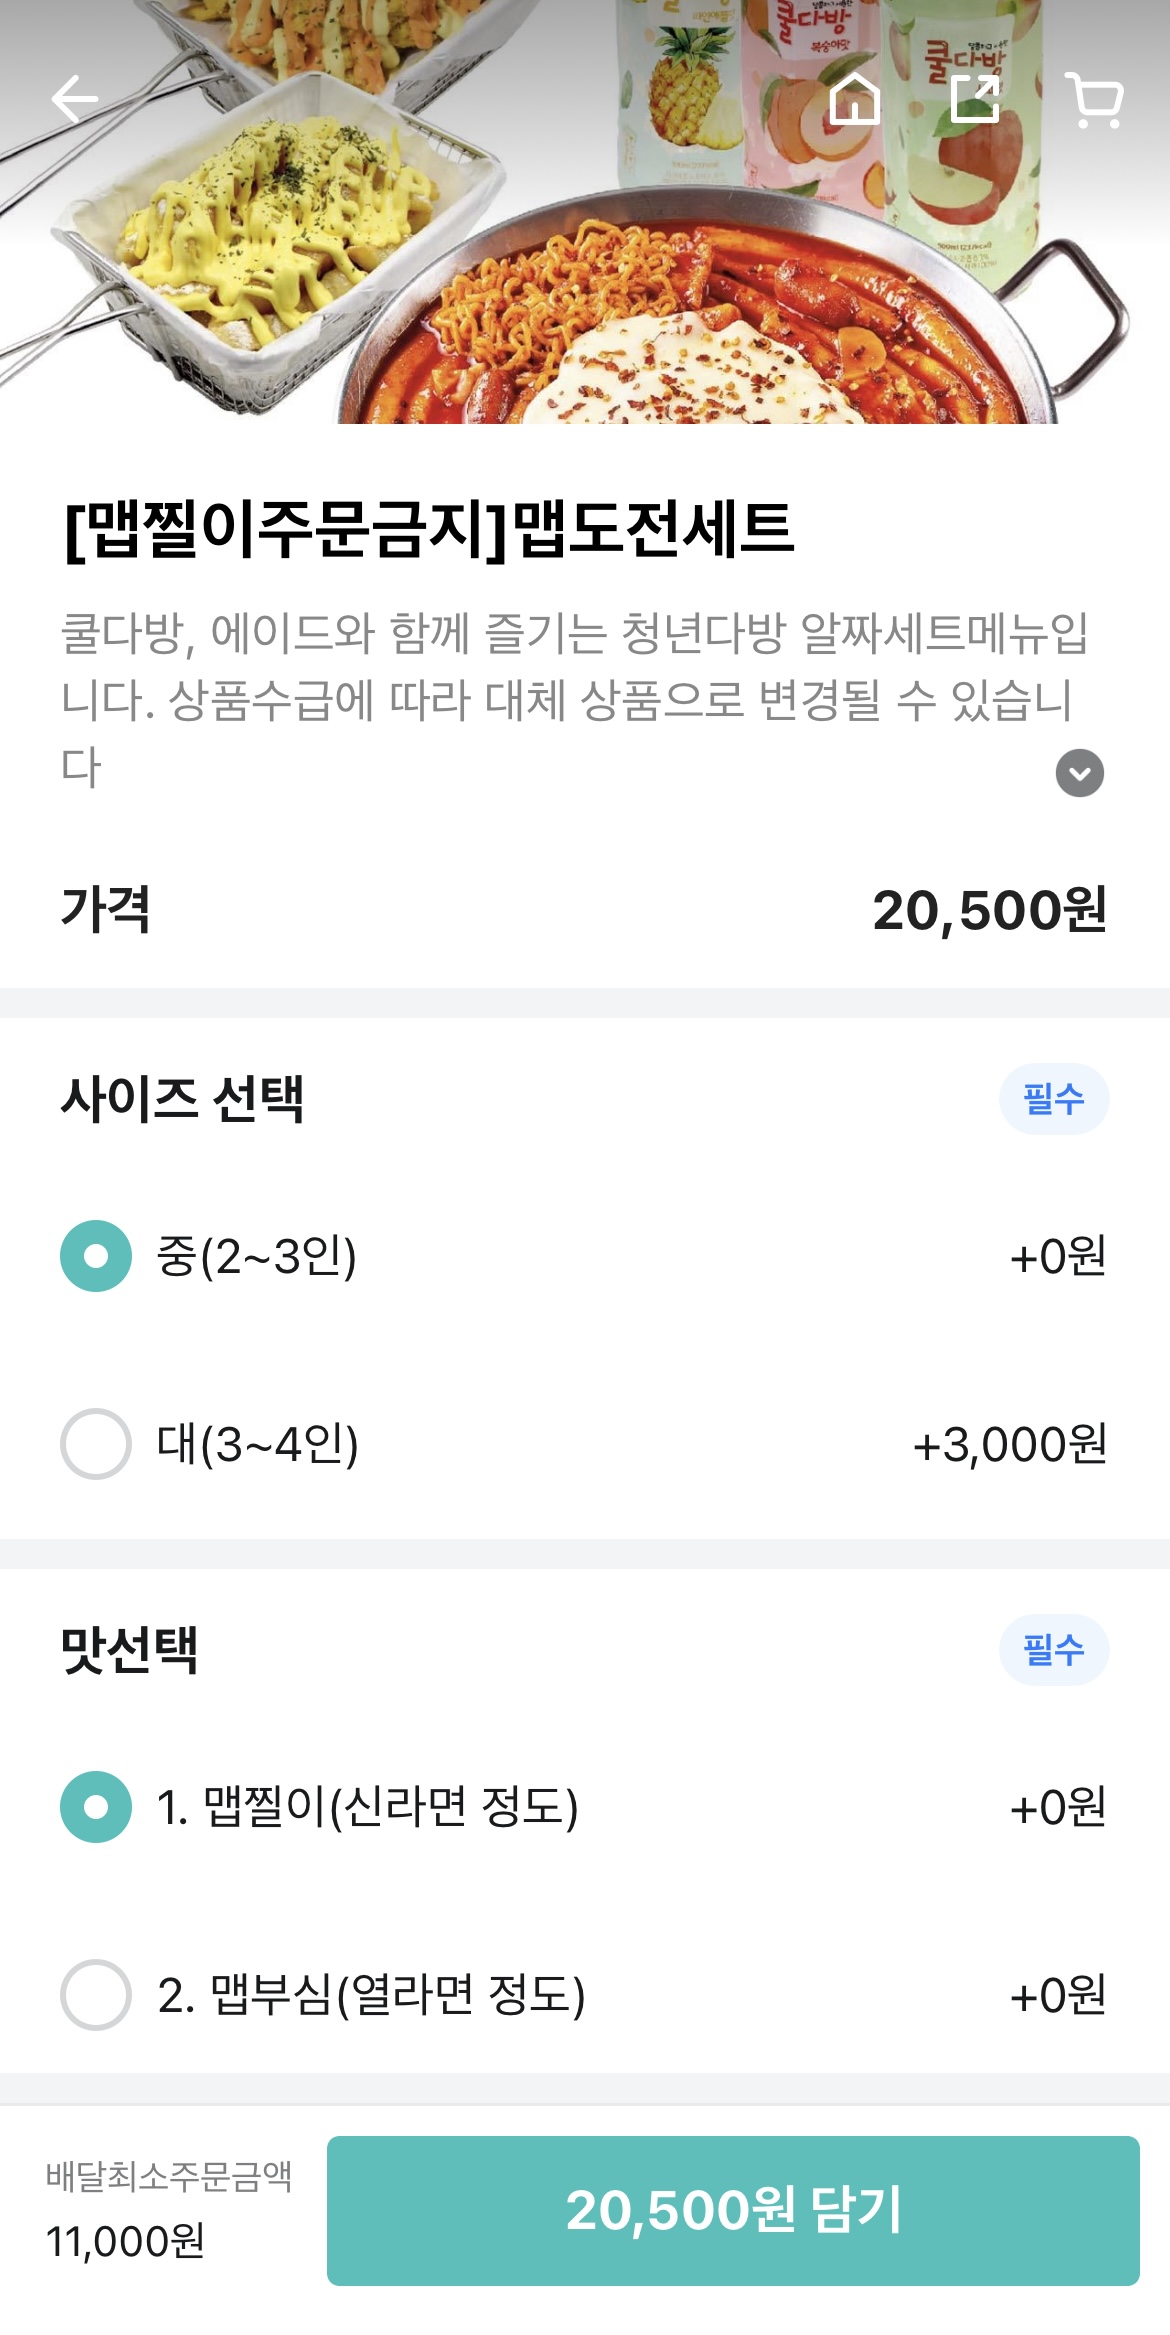 쿨다방
복숭아맛
쿨다방
[맵찔이주문금지]맵도전세트
쿨다방, 에이드와 함께 즐기는 청년다방 알짜세트메뉴입
니다. 상품수급에 따라 대체 상품으로 변경될 수 있습니
다
가격 20,500원
사이즈 선택 필수
중(2~3인) +0원
대(3~4인) +3,000원
맛선택 필수
1. 맵찔이(신라면 정도) +0원
2. 맵부심(열라면 정도) +0원
배달최소주문금액
11,000원
20,500원 담기